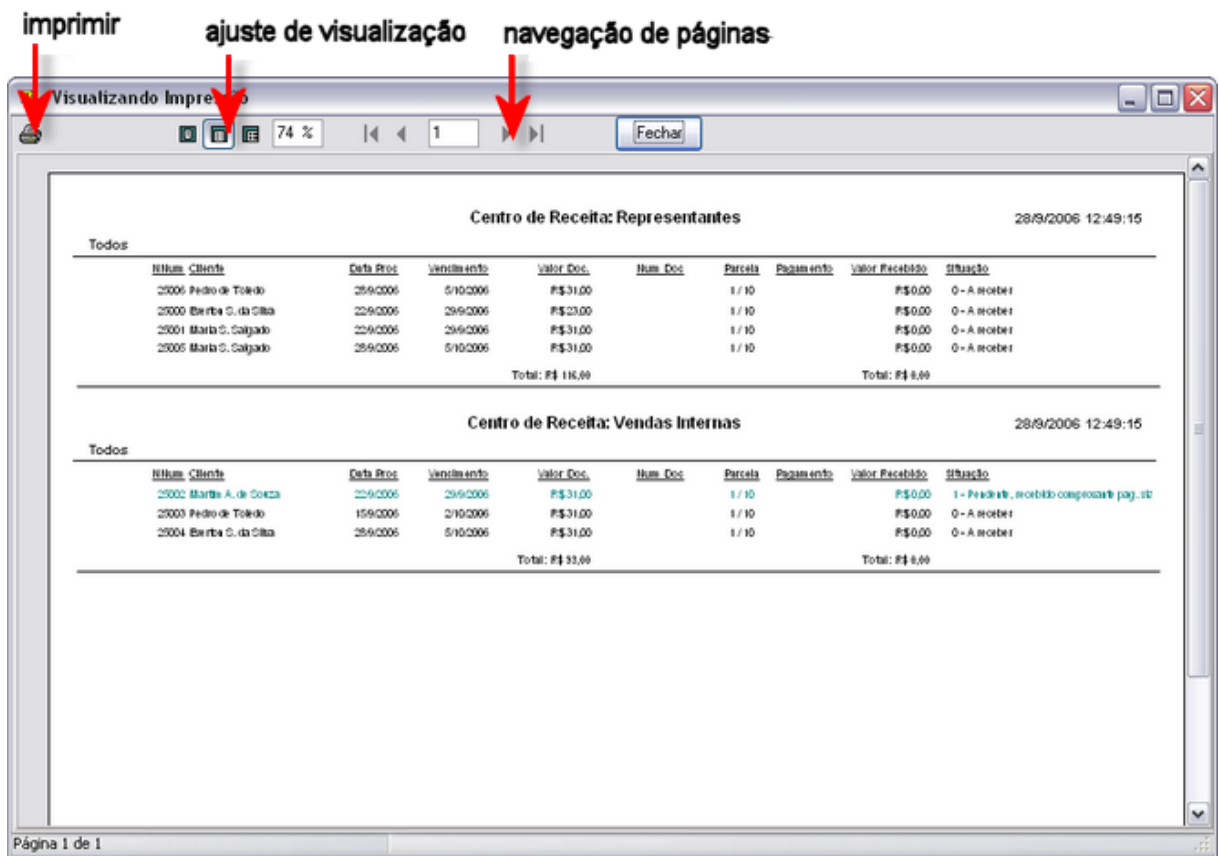 imprimir
ajuste de visualização
navegação de páginas
Visualizando Impressão
74 %
1
Fechar
Centro de Receita: Representantes 28/9/2006 12:49:15
Todos
NNum Cliente Data Proc Vencimento Valor Doc. Num Doc Parcela Pagamento Valor Recebido Situação
25006 Pedro de Toledo 28/9/2006 5/10/2006 R$31,00 1 / 10 R$0,00 0 - A receber
25000 S. da Silva 22/9/2006 29/9/2006 R$23,00 1 / 10 R$0,00 0 - A receber
25001 Maria S. Salgado 22/9/2006 29/9/2006 R$31,00 1 / 10 R$0,00 0 - A receber
25005 Maria S. Salgado 28/9/2006 5/10/2006 R$31,00 1 / 10 R$0,00 0 - A receber
Total: R$ 116,00 Total: R$ 0,00
Centro de Receita: Vendas Internas 28/9/2006 12:49:15
Todos
NNum Cliente Data Proc Vencimento Valor Doc. Num Doc Parcela Pagamento Valor Recebido Situação
25002 Martin A. de Souza 22/9/2006 29/9/2006 R$31,00 1 / 10 R$0,00 1 - Pendente, recebido comprovante pag.
25003 Pedro de Toledo 15/9/2006 2/10/2006 R$31,00 1 / 10 R$0,00 0 - A receber
25004 S. da Silva 28/9/2006 5/10/2006 R$31,00 1 / 10 R$0,00 0 - A receber
Total: R$ 93,00 Total: R$ 0,00
Página 1 de 1